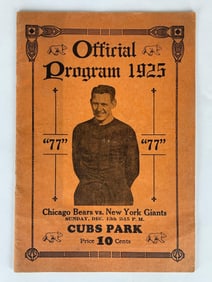 Official
Program 1925
"77" "77"
Chicago Bears vs. New York Giants
SUNDAY, DEC. 13th 2:15 P. M.
CUBS PARK
Price 10 Cents